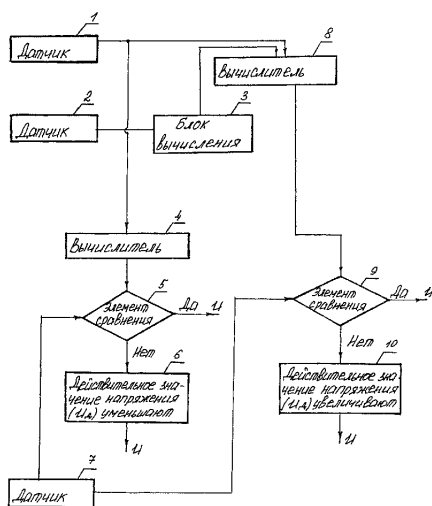 1
Датчик
8
Вычислитель
2
Датчик
3
Блок
вычисления
4
Вычислитель
5
Элемент
сравнения
Да
U
Нет
6
Действительное зна-
чение напряжения
(Uд) уменьшают
U
7
Датчик
9
Элемент
сравнения
Да
U
Нет
10
Действительное зна-
чение напряжения
(Uд) увеличивают
U